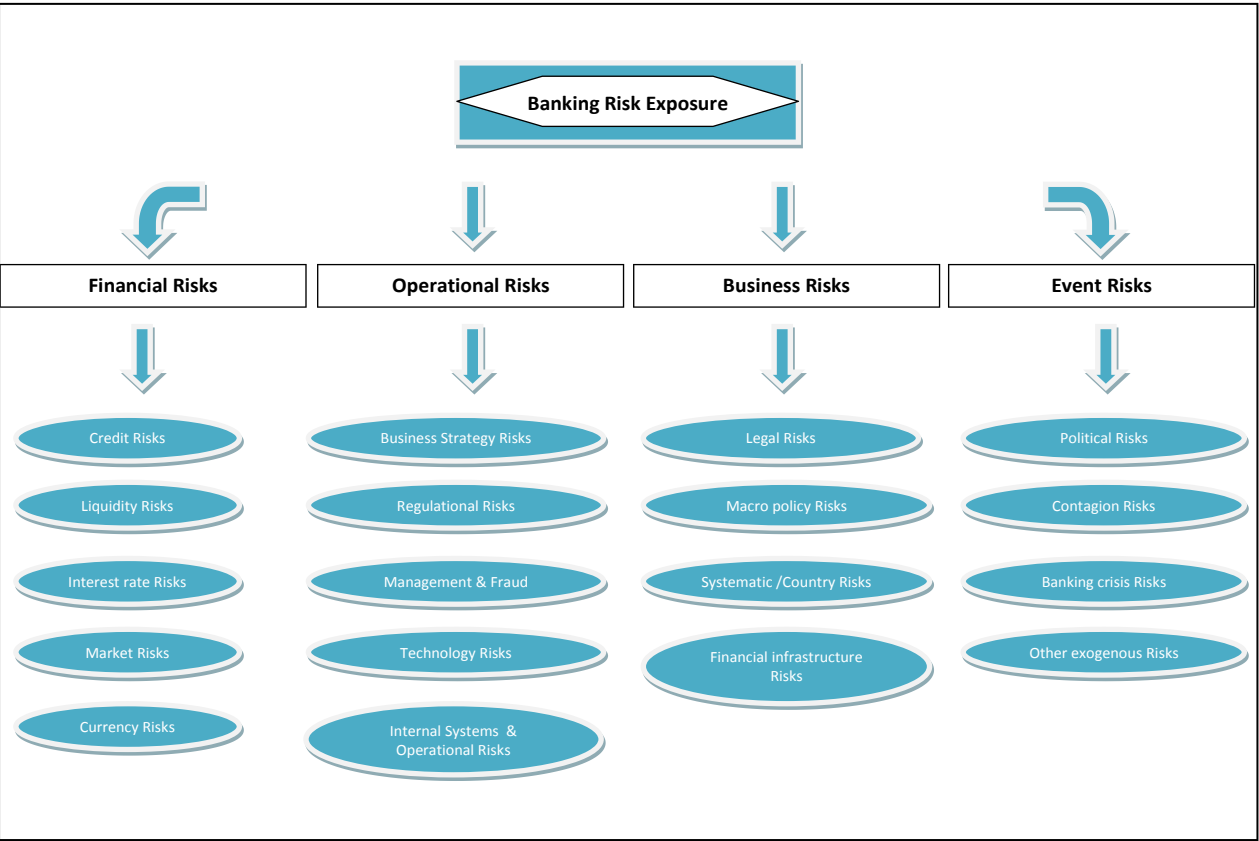 Banking Risk Exposure
Financial Risks
Operational Risks
Business Risks
Event Risks
Credit Risks
Liquidity Risks
Interest rate Risks
Market Risks
Currency Risks
Business Strategy Risks
Regulational Risks
Management & Fraud
Technology Risks
Internal Systems &
Operational Risks
Legal Risks
Macro policy Risks
Systematic /Country Risks
Financial infrastructure
Risks
Political Risks
Contagion Risks
Banking crisis Risks
Other exogenous Risks